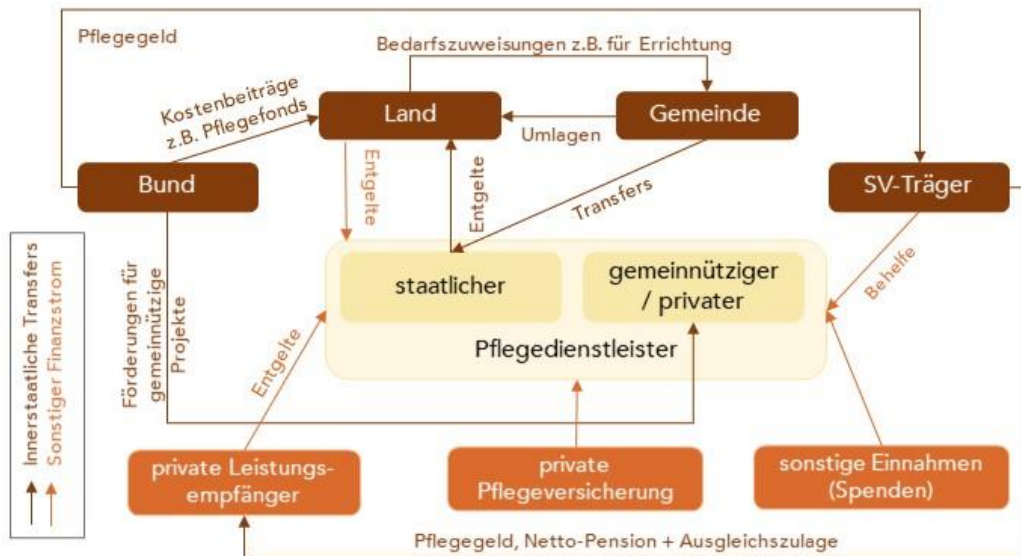 Pflegegeld
Bedarfszuweisungen z.B. für Errichtung
Kostenbeiträge
z.B. Pflegefonds
Land
Gemeinde
Umlagen
Bund
SV-Träger
Entgelte
Entgelte
Transfers
Behelfe
staatlicher
gemeinnütziger
/ privater
Pflegedienstleister
Innerstaatliche Transfers
Sonstiger Finanzstrom
Förderungen für
gemeinnützige
Projekte
Entgelte
private Leistungs-
empfänger
private
Pflegeversicherung
sonstige Einnahmen
(Spenden)
Pflegegeld, Netto-Pension + Ausgleichszulage